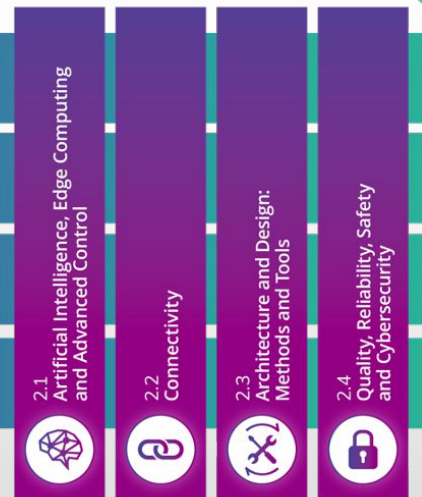 2.1
Artificial Intelligence, Edge Computing
and Advanced Control
2.2
Connectivity
2.3
Architecture and Design:
Methods and Tools
2.4
Quality, Reliability, Safety
and Cybersecurity